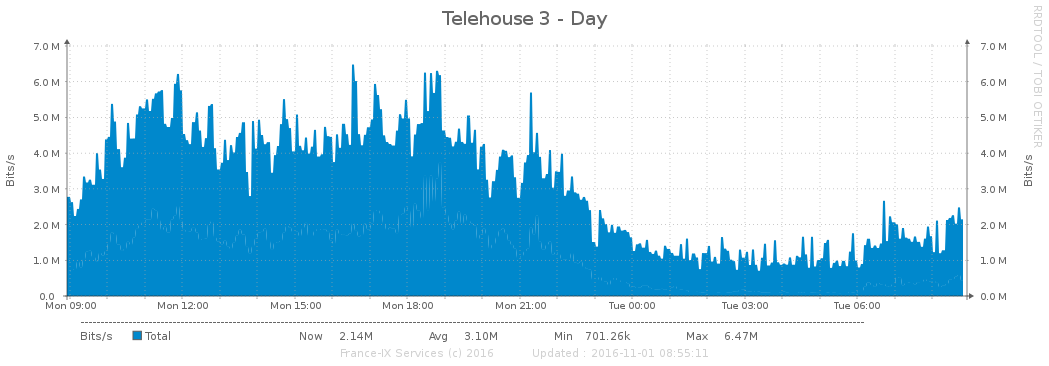 Telehouse 3 - Day
RRDTOOL / TOBI OETIKER
7.0 M 7.0 M
6.0 M 6.0 M
5.0 M 5.0 M
4.0 M 4.0 M
3.0 M 3.0 M
2.0 M 2.0 M
1.0 M 1.0 M
0.0 0.0 M
Bits/s
Bits/s
Mon 09:00 Mon 12:00 Mon 15:00 Mon 18:00 Mon 21:00 Tue 00:00 Tue 03:00 Tue 06:00
Bits/s Total Now 2.14M Avg 3.10M Min 701.26k Max 6.47M
France-IX Services (c) 2016 Updated : 2016-11-01 08:55:11